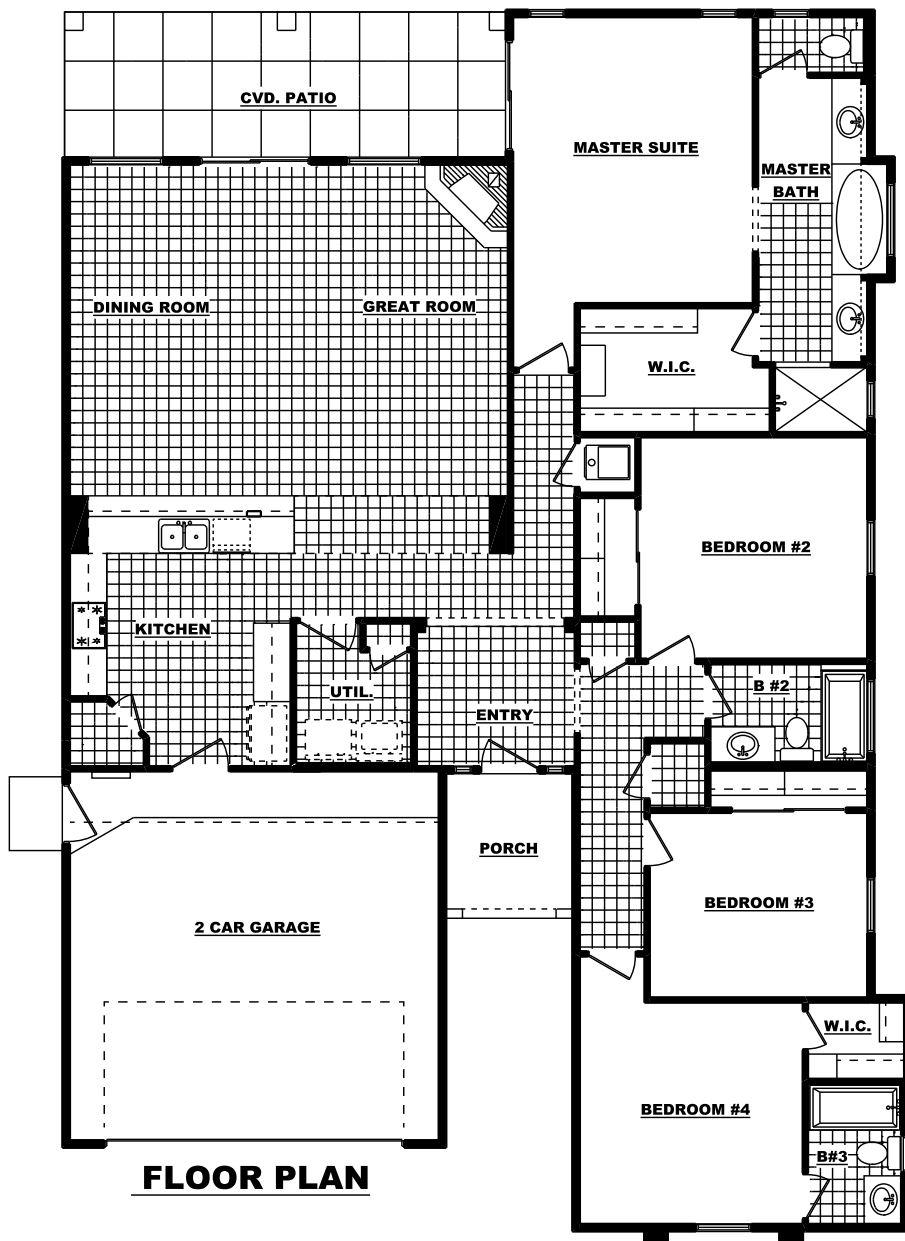 CVD. PATIO
MASTER SUITE
MASTER
BATH
DINING ROOM
GREAT ROOM
W.I.C.
BEDROOM #2
KITCHEN
UTIL.
B #2
ENTRY
PORCH
BEDROOM #3
2 CAR GARAGE
W.I.C.
BEDROOM #4
B#3
FLOOR PLAN